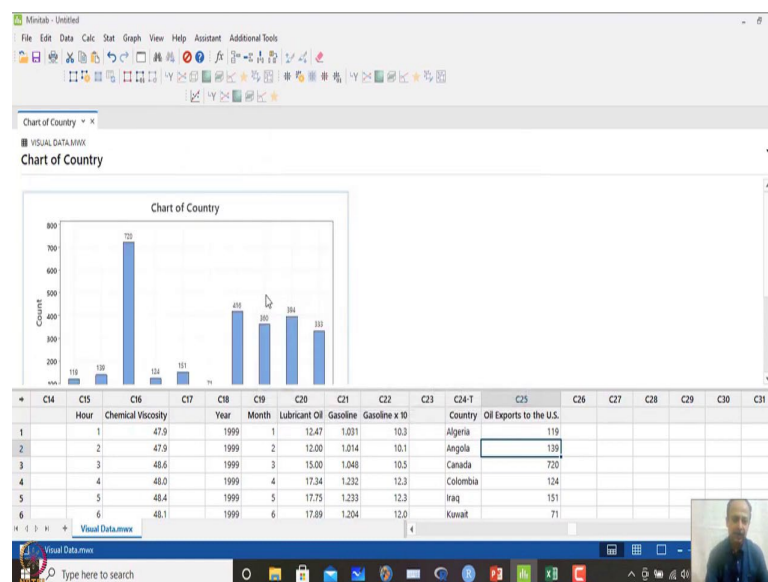 Minitab - Untitled
File Edit Data Calc Stat Graph View Help Assistant Additional Tools
Chart of Country
VISUAL DATA.MWX
Chart of Country
Chart of Country
Count
800
700
600
500
400
300
200
100
119 139 720 124 151 71 416 360 394 333
C14 C15 C16 C17 C18 C19 C20 C21 C22 C23 C24-T C25 C26 C27 C28 C29 C30 C31
Hour Chemical Viscosity Year Month Lubricant Oil Gasoline Gasoline x 10 Country Oil Exports to the U.S.
1 1 47.9 1999 1 12.47 1.031 10.3 Algeria 119
2 2 47.9 1999 2 12.00 1.014 10.1 Angola 139
3 3 48.6 1999 3 15.00 1.048 10.5 Canada 720
4 4 48.0 1999 4 17.34 1.232 12.3 Colombia 124
5 5 48.4 1999 5 17.75 1.233 12.3 Iraq 151
6 6 48.1 1999 6 17.89 1.204 12.0 Kuwait 71
Visual Data.mwx
Visual Data.mwx
Type here to search